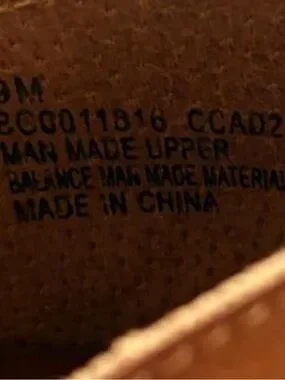 9M
2C0011816 CCAD2
MAN MADE UPPER
BALANCE MAN MADE MATERIAL
MADE IN CHINA